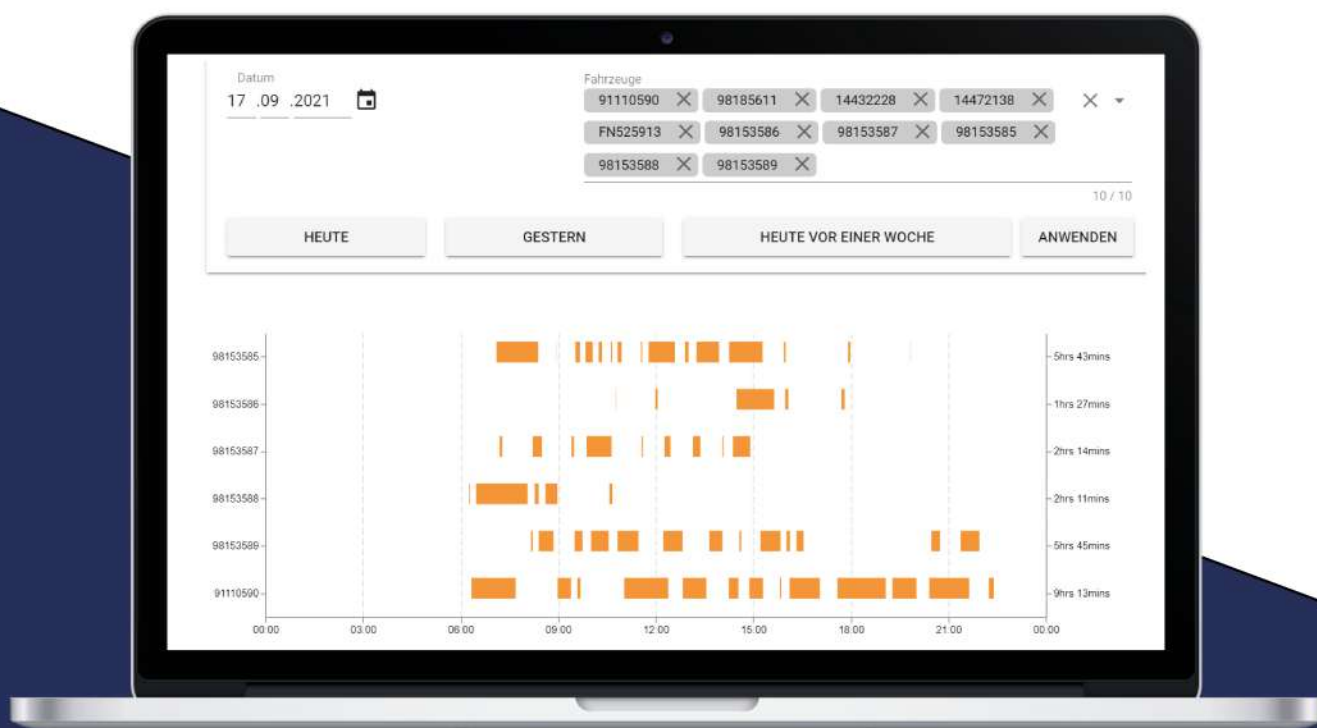 Datum
17 .09 .2021
Fahrzeuge
91110590 98185611 14432228 14472138
FN525913 98153586 98153587 98153585
98153588 98153589
10 / 10
HEUTE GESTERN HEUTE VOR EINER WOCHE ANWENDEN
98153585 5hrs 43mins
98153586 1hrs 27mins
98153587 2hrs 14mins
98153588 2hrs 11mins
98153589 5hrs 45mins
91110590 9hrs 13mins
00:00 03:00 06:00 09:00 12:00 15:00 18:00 21:00 00:00